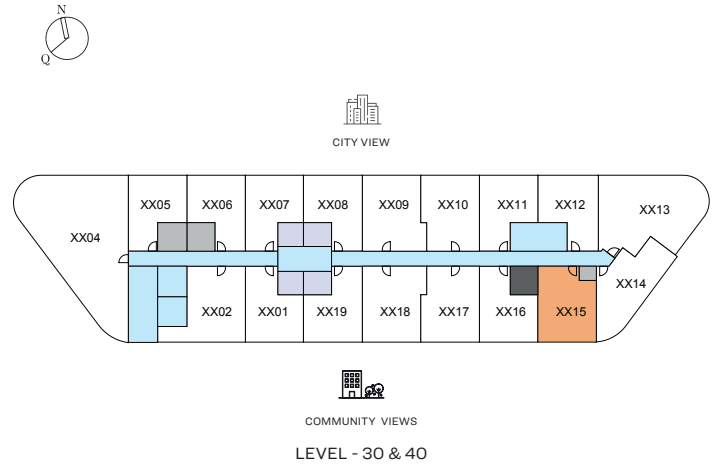 N
Q
CITY VIEW
XX05 XX06 XX07 XX08 XX09 XX10 XX11 XX12 XX13
XX04
XX14
XX02 XX01 XX19 XX18 XX17 XX16 XX15
COMMUNITY VIEWS
LEVEL - 30 & 40